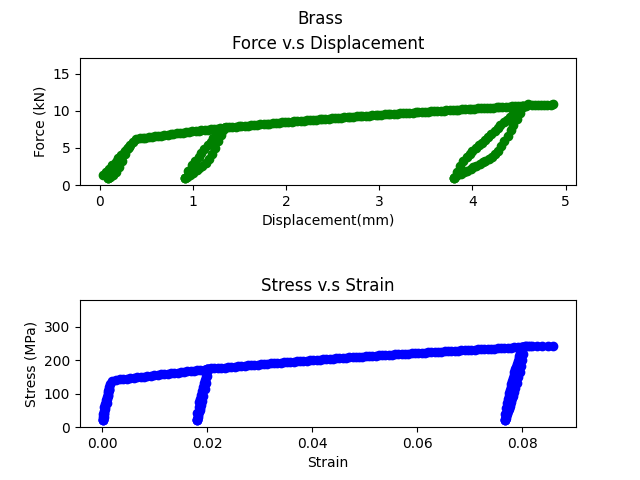 Brass
Force v.s Displacement
15
10
5
0
Force (kN)
0 1 2 3 4 5
Displacement(mm)
Stress v.s Strain
300
200
100
0
Stress (MPa)
0.00 0.02 0.04 0.06 0.08
Strain